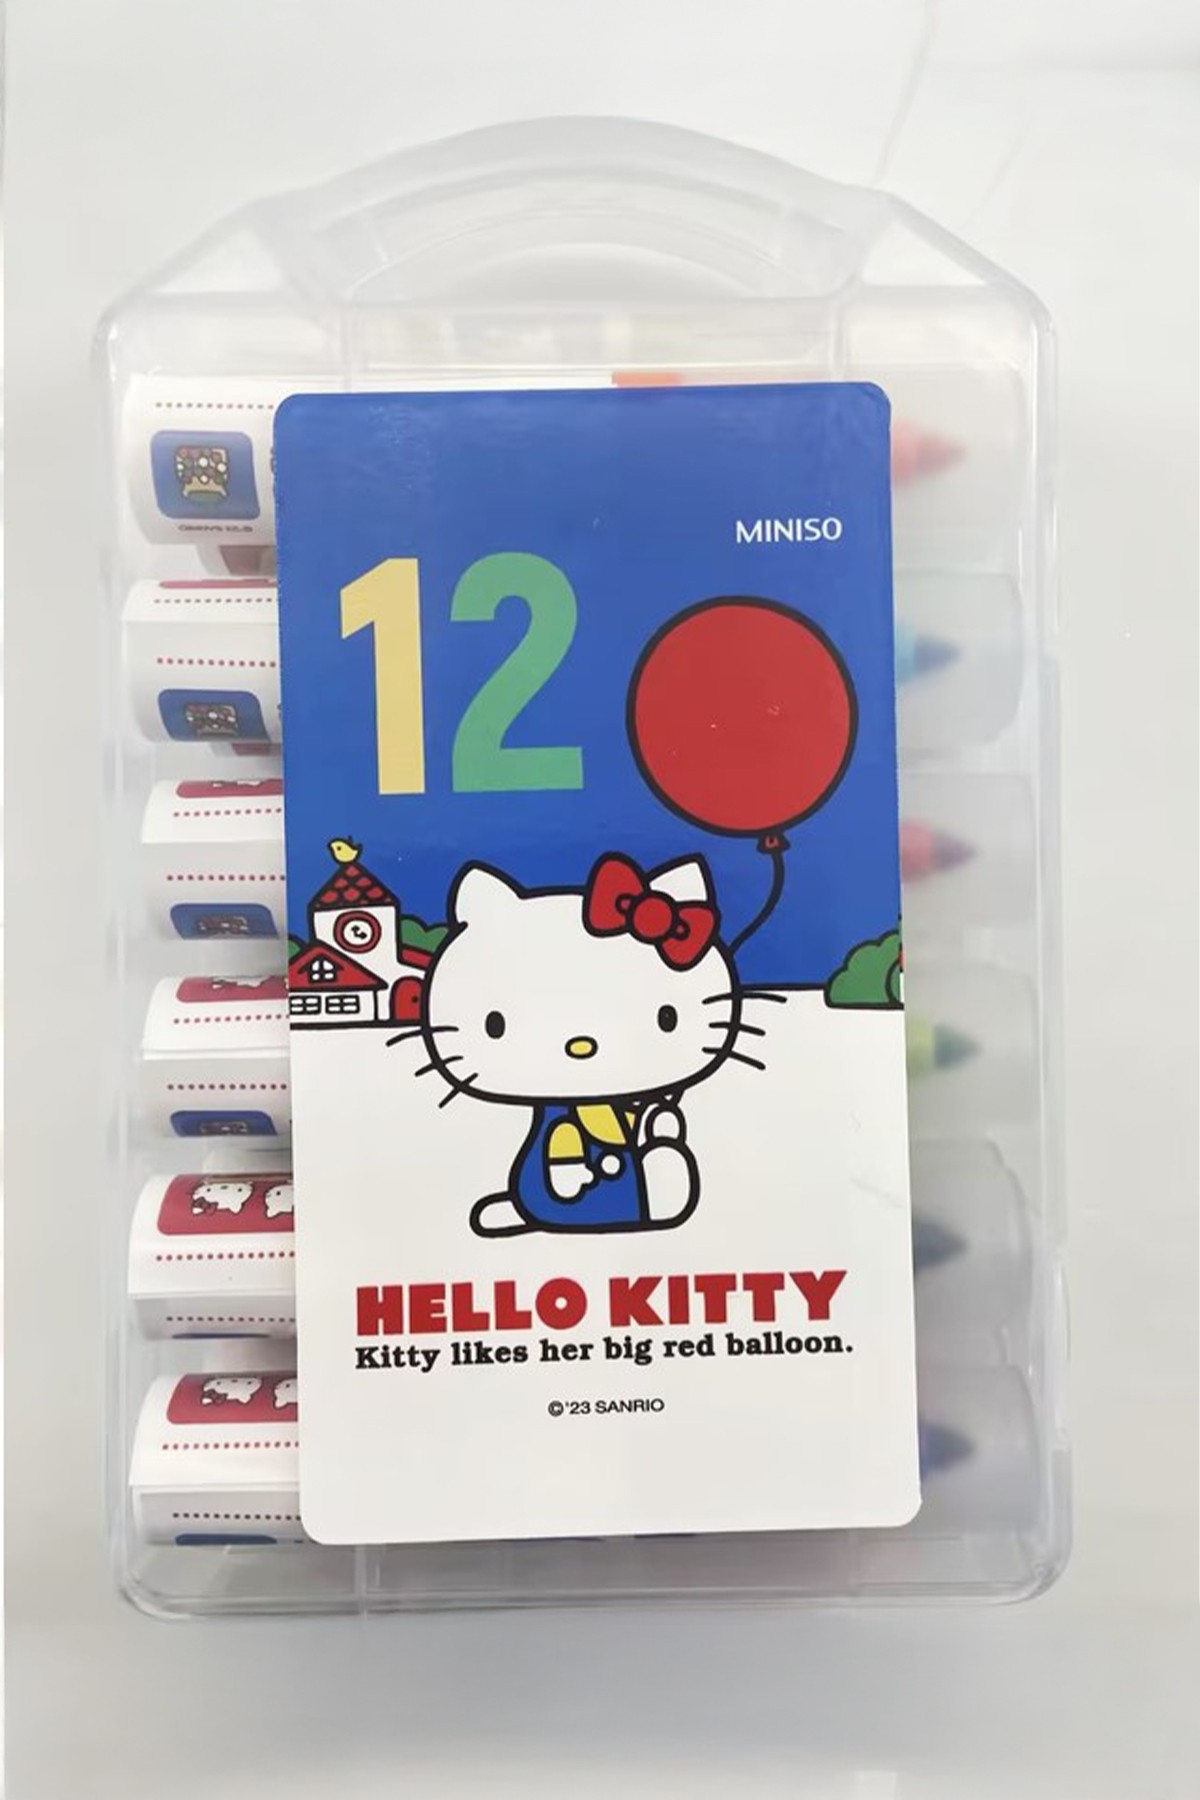 MINISO
12
HELLO KITTY
Kitty likes her big red balloon.
©'23 SANRIO